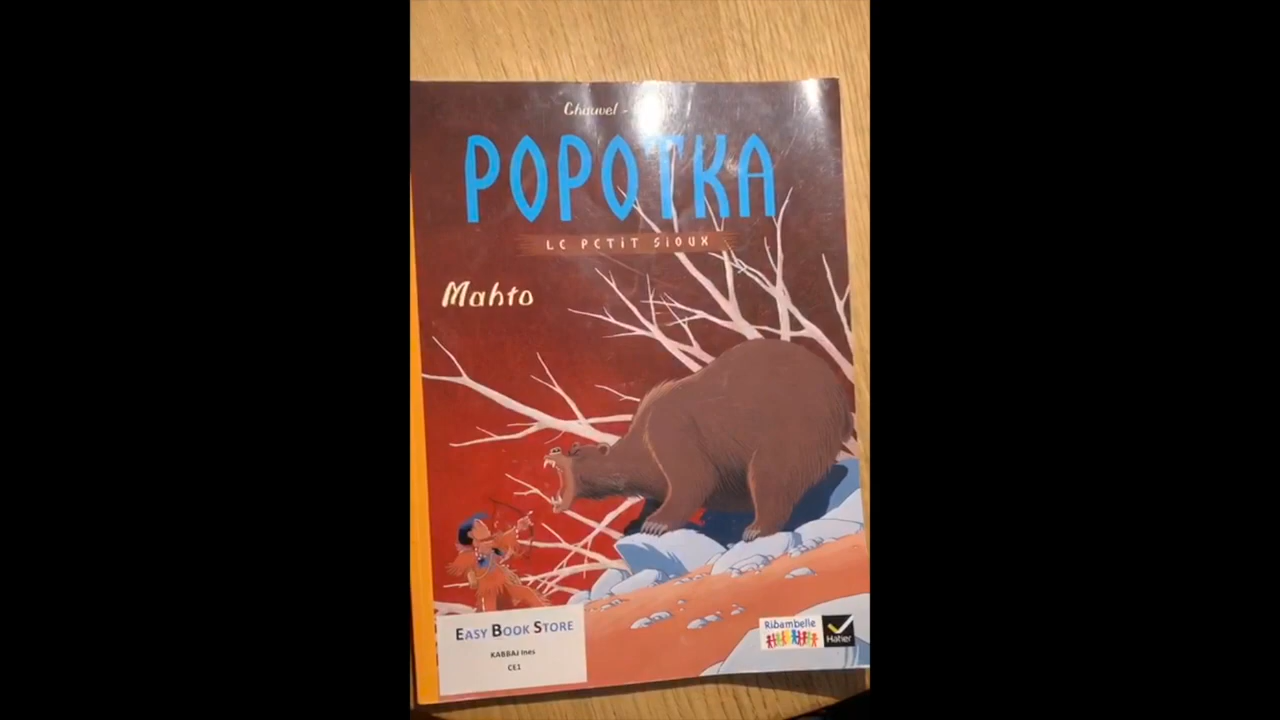 Chauvel -
POPOTKA
LE PETIT SIOUX
Mahto
EASY BOOK STORE
KABBAJ Ines
CE1
Ribambelle
Hatier